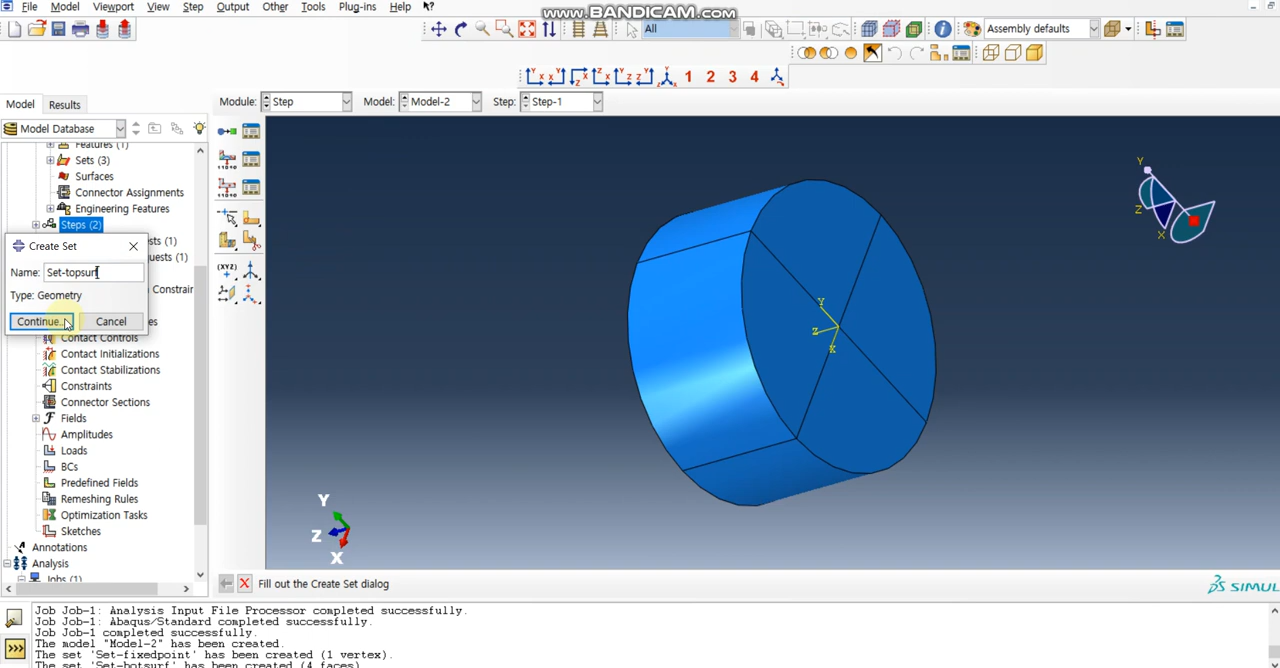 File Model Viewport View Step Output Other Tools Plug-ins Help
www.BANDICAM.com
All
Assembly defaults
1 2 3 4
Model Results
Module: Step Model: Model-2 Step: Step-1
Model Database
Features (1)
Sets (3)
Surfaces
Connector Assignments
Engineering Features
Steps (2)
Create Set
Name: Set-topsurf
Type: Geometry
Continue... Cancel
Contact Controls
Contact Initializations
Contact Stabilizations
Constraints
Connector Sections
Fields
Amplitudes
Loads
BCs
Predefined Fields
Remeshing Rules
Optimization Tasks
Sketches
Annotations
Analysis
Jobs (1)
(XYZ)
Y
Z
X
Y
Z
X
Y
Z
X
Fill out the Create Set dialog
SIMU
Job Job-1: Analysis Input File Processor completed successfully.
Job Job-1: Abaqus/Standard completed successfully.
Job Job-1 completed successfully.
The model "Model-2" has been created.
The set 'Set-fixedpoint' has been created (1 vertex).
The set 'Set-botsurf' has been created (4 faces).